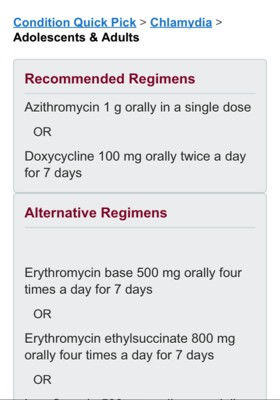 Condition Quick Pick > Chlamydia >
Adolescents & Adults
Recommended Regimens
Azithromycin 1 g orally in a single dose
OR
Doxycycline 100 mg orally twice a day
for 7 days
Alternative Regimens
Erythromycin base 500 mg orally four
times a day for 7 days
OR
Erythromycin ethylsuccinate 800 mg
orally four times a day for 7 days
OR